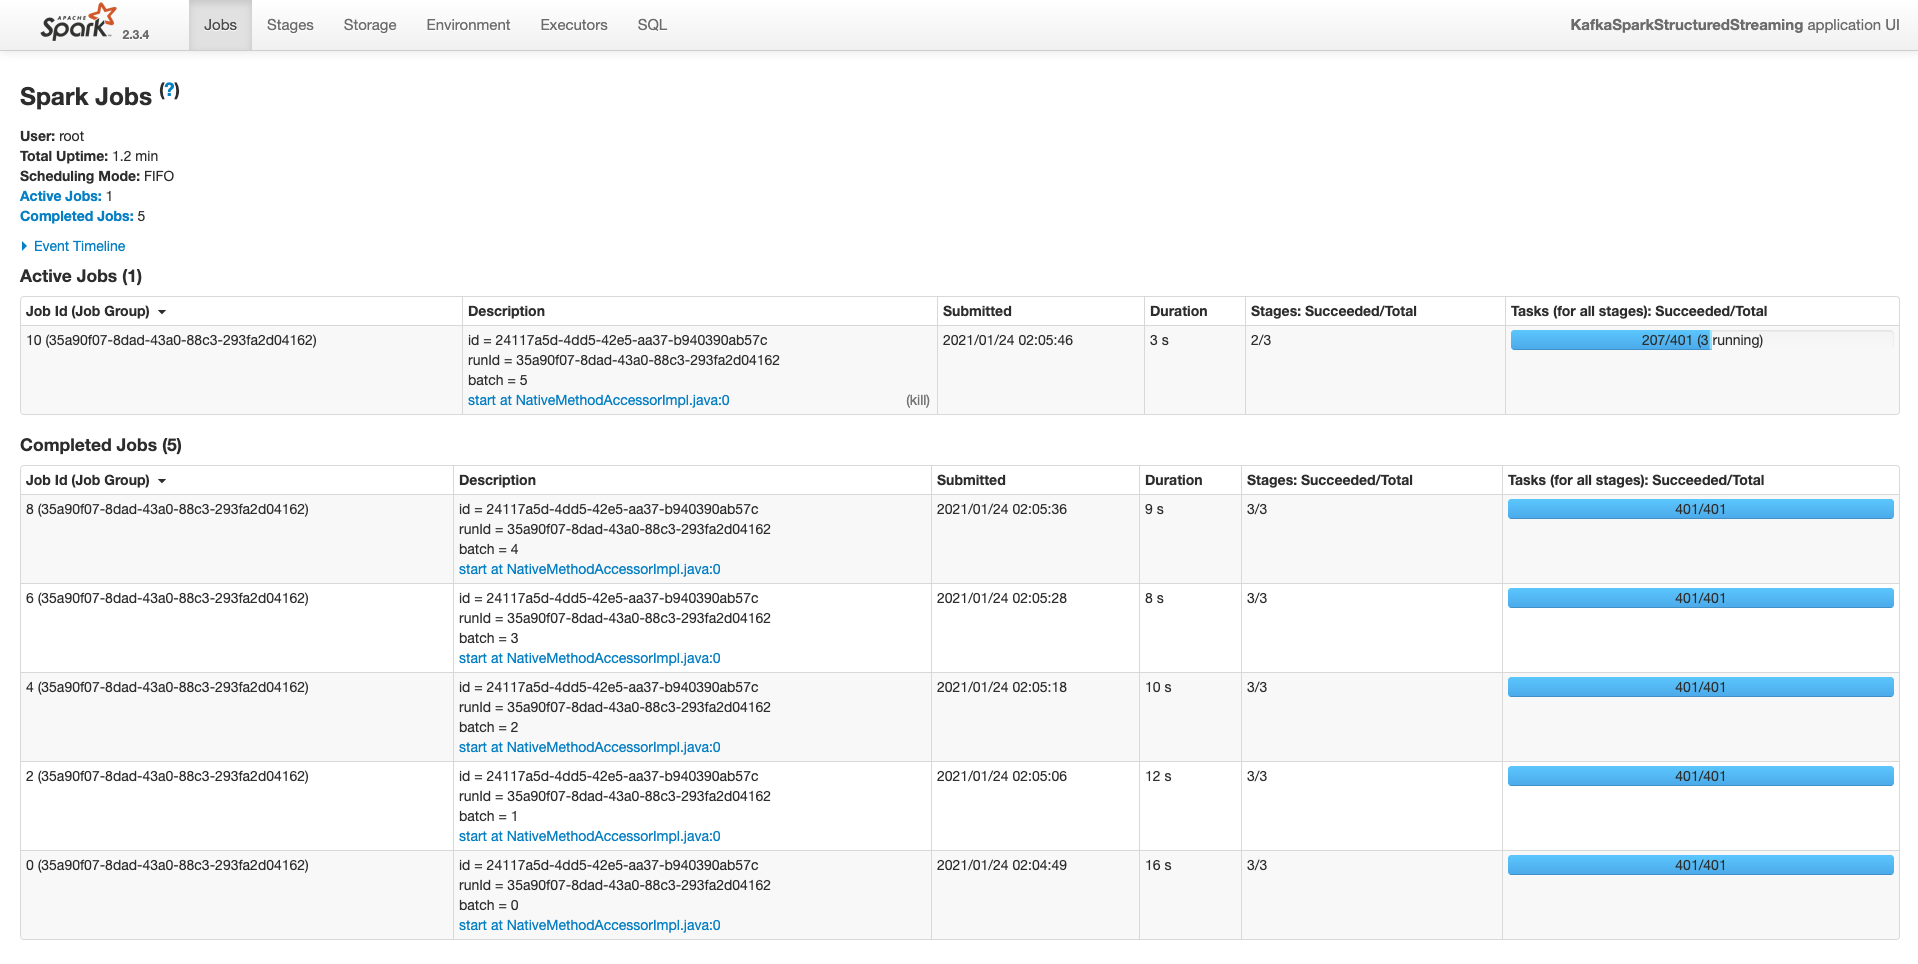 APACHE
Spark 2.3.4 Jobs Stages Storage Environment Executors SQL KafkaSparkStructuredStreaming application UI
Spark Jobs (?)
User: root
Total Uptime: 1.2 min
Scheduling Mode: FIFO
Active Jobs: 1
Completed Jobs: 5
Event Timeline
Active Jobs (1)
Job Id (Job Group) Description Submitted Duration Stages: Succeeded/Total Tasks (for all stages): Succeeded/Total
10 (35a90f07-8dad-43a0-88c3-293fa2d04162) id = 24117a5d-4dd5-42e5-aa37-b940390ab57c 2021/01/24 02:05:46 3 s 2/3 207/401 (3 running)
runId = 35a90f07-8dad-43a0-88c3-293fa2d04162
batch = 5
start at NativeMethodAccessorImpl.java:0 (kill)
Completed Jobs (5)
Job Id (Job Group) Description Submitted Duration Stages: Succeeded/Total Tasks (for all stages): Succeeded/Total
8 (35a90f07-8dad-43a0-88c3-293fa2d04162) id = 24117a5d-4dd5-42e5-aa37-b940390ab57c 2021/01/24 02:05:36 9 s 3/3 401/401
runId = 35a90f07-8dad-43a0-88c3-293fa2d04162
batch = 4
start at NativeMethodAccessorImpl.java:0
6 (35a90f07-8dad-43a0-88c3-293fa2d04162) id = 24117a5d-4dd5-42e5-aa37-b940390ab57c 2021/01/24 02:05:28 8 s 3/3 401/401
runId = 35a90f07-8dad-43a0-88c3-293fa2d04162
batch = 3
start at NativeMethodAccessorImpl.java:0
4 (35a90f07-8dad-43a0-88c3-293fa2d04162) id = 24117a5d-4dd5-42e5-aa37-b940390ab57c 2021/01/24 02:05:18 10 s 3/3 401/401
runId = 35a90f07-8dad-43a0-88c3-293fa2d04162
batch = 2
start at NativeMethodAccessorImpl.java:0
2 (35a90f07-8dad-43a0-88c3-293fa2d04162) id = 24117a5d-4dd5-42e5-aa37-b940390ab57c 2021/01/24 02:05:06 12 s 3/3 401/401
runId = 35a90f07-8dad-43a0-88c3-293fa2d04162
batch = 1
start at NativeMethodAccessorImpl.java:0
0 (35a90f07-8dad-43a0-88c3-293fa2d04162) id = 24117a5d-4dd5-42e5-aa37-b940390ab57c 2021/01/24 02:04:49 16 s 3/3 401/401
runId = 35a90f07-8dad-43a0-88c3-293fa2d04162
batch = 0
start at NativeMethodAccessorImpl.java:0